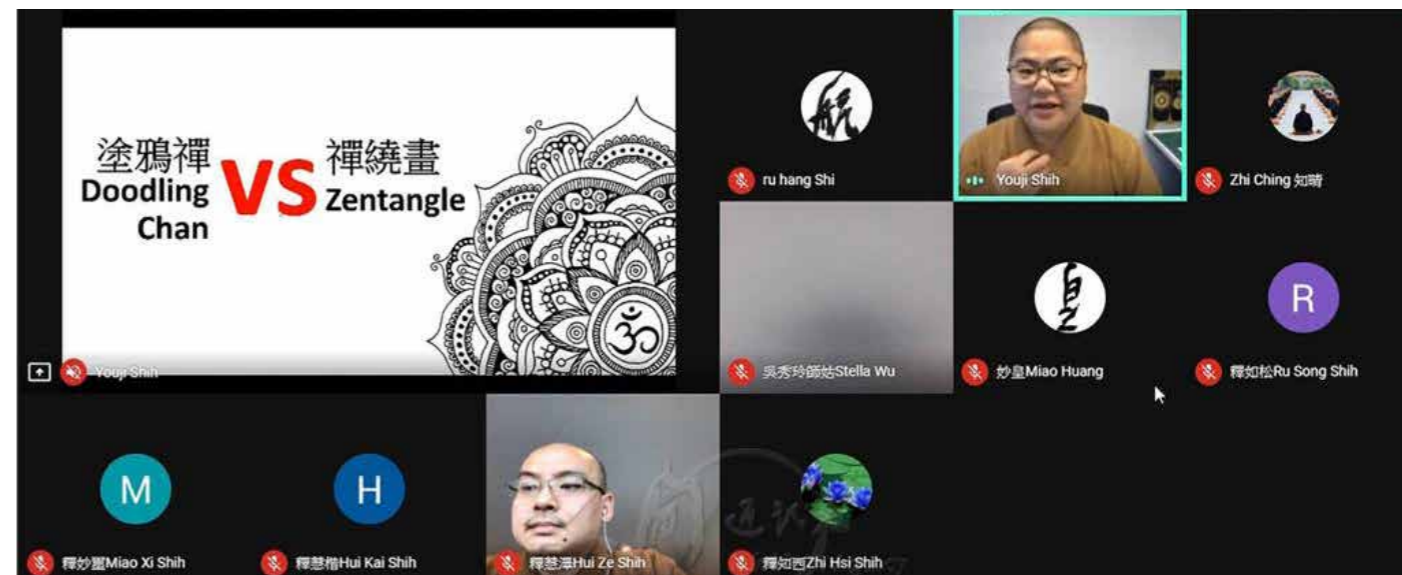 塗鴉禪
Doodling
Chan
VS
禪繞畫
Zentangle
ॐ
Youji Shih
航
ru hang Shi
Youji Shih
Zhi Ching 知晴
吳秀玲師姑Stella Wu
妙皇Miao Huang
R
釋如松Ru Song Shih
M
釋妙璽Miao Xi Shih
H
釋慧楷Hui Kai Shih
釋慧澤Hui Ze Shih
釋知西Zhi Hsi Shih